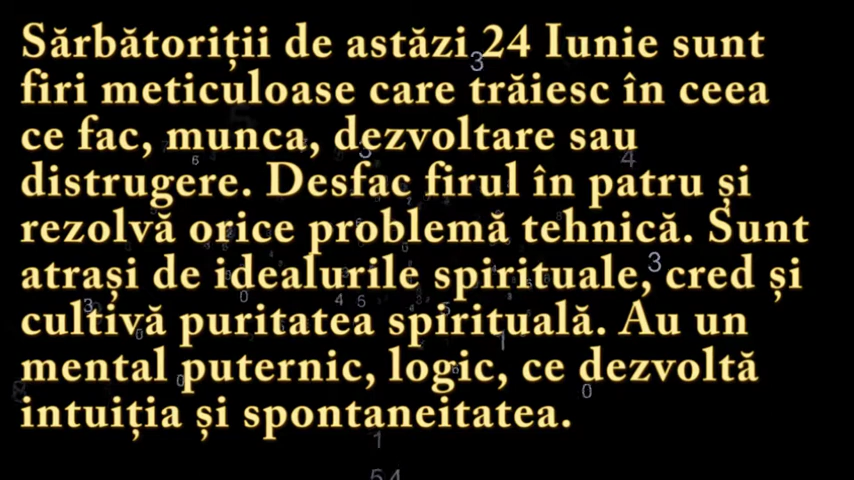 Sărbătoriții de astăzi 24 Iunie sunt
firi meticuloase care trăiesc în ceea
ce fac, munca, dezvoltare sau
distrugere. Desfac firul în patru și
rezolvă orice problemă tehnică. Sunt
atrași de idealurile spirituale, cred și
cultivă puritatea spirituală. Au un
mental puternic, logic, ce dezvoltă
intuiția și spontaneitatea.